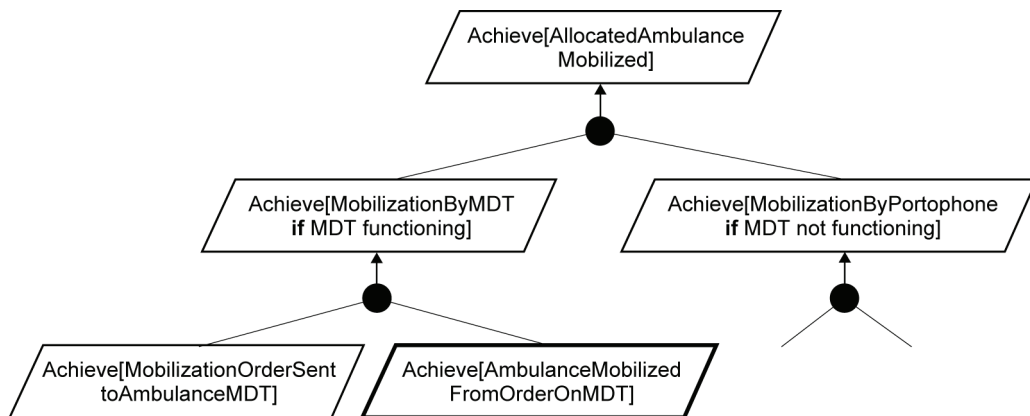 Achieve[AllocatedAmbulance
Mobilized]
Achieve[MobilizationByMDT
if MDT functioning]
Achieve[MobilizationByPortophone
if MDT not functioning]
Achieve[MobilizationOrderSent
toAmbulanceMDT]
Achieve[AmbulanceMobilized
FromOrderOnMDT]